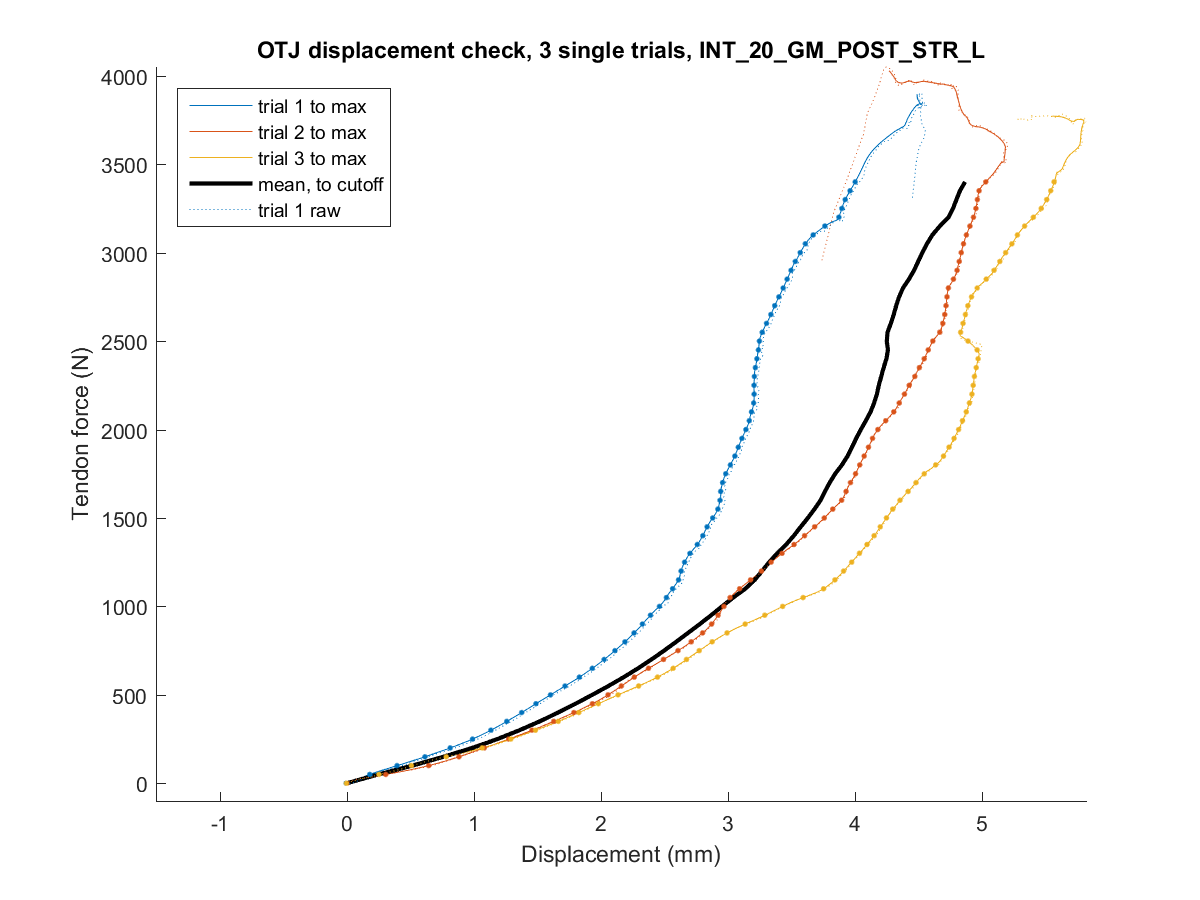 OTJ displacement check, 3 single trials, INT_20_GM_POST_STR_L
trial 1 to max
trial 2 to max
trial 3 to max
mean, to cutoff
trial 1 raw
4000
3500
3000
2500
2000
1500
1000
500
0
Tendon force (N)
-1 0 1 2 3 4 5
Displacement (mm)